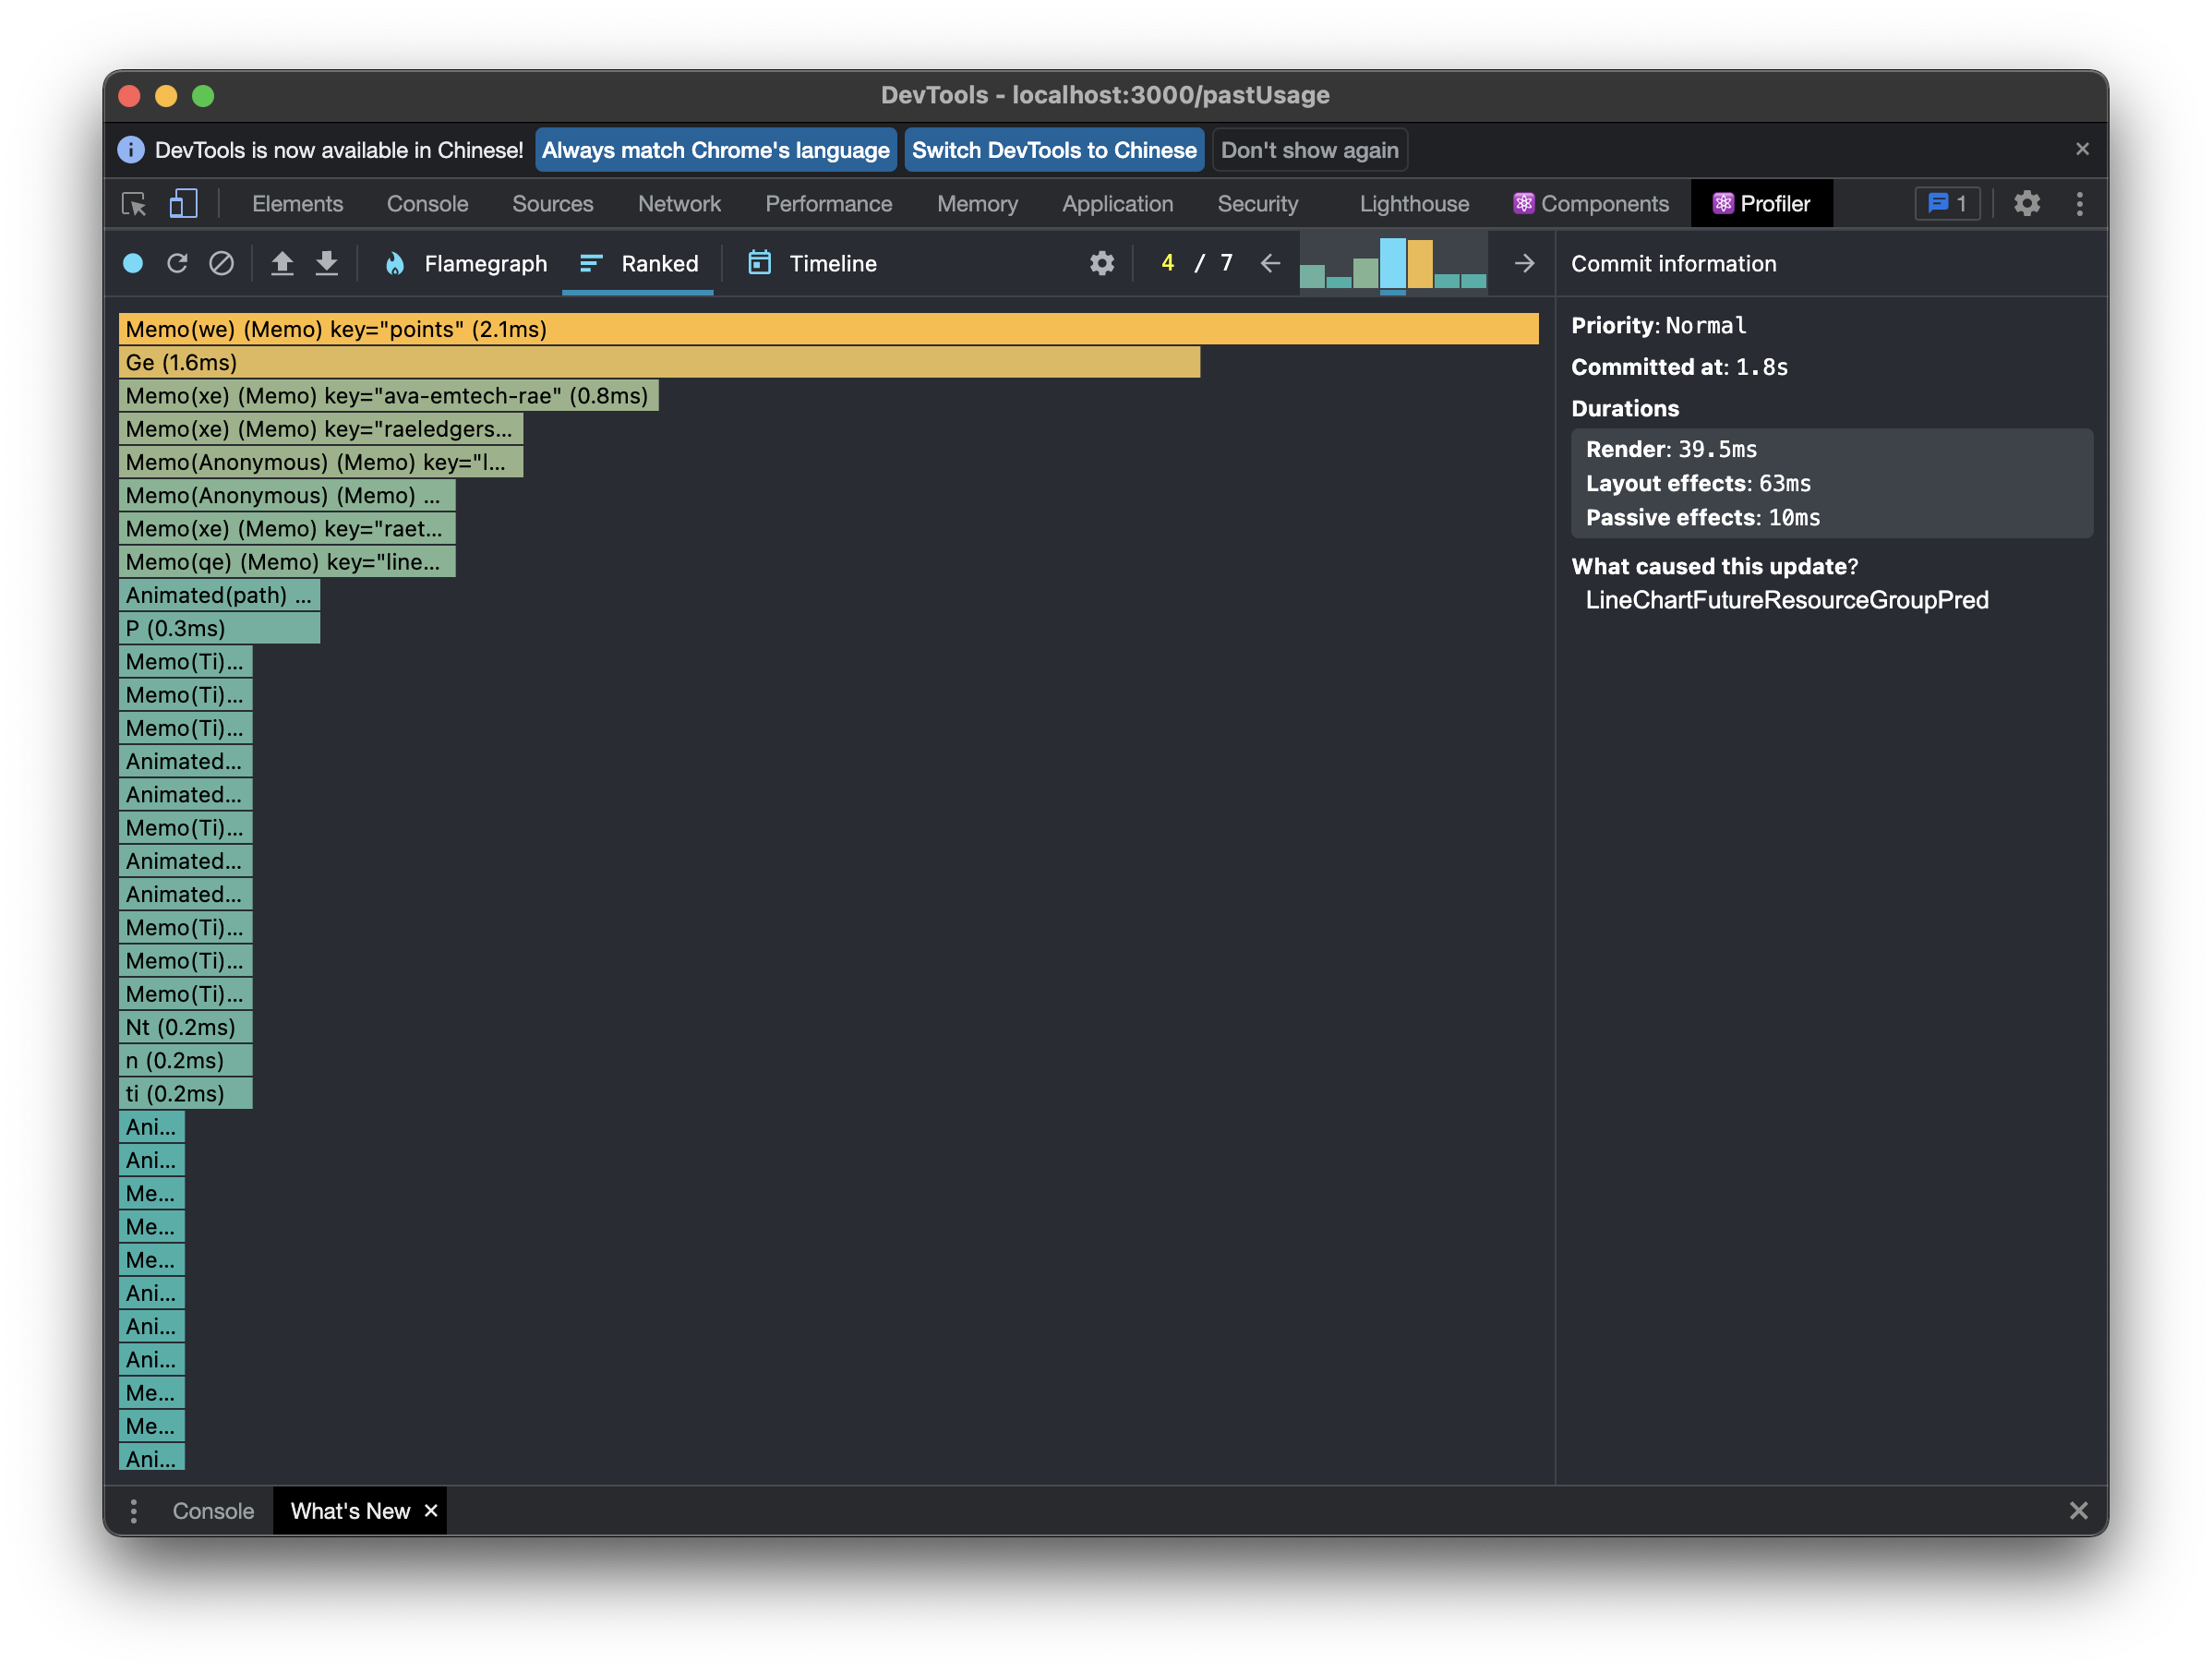 DevTools - localhost:3000/pastUsage
DevTools is now available in Chinese! Always match Chrome's language Switch DevTools to Chinese Don't show again
Elements Console Sources Network Performance Memory Application Security Lighthouse Components Profiler 1
Flamegraph Ranked Timeline 4 / 7 Commit information
Memo(we) (Memo) key="points" (2.1ms)
Ge (1.6ms)
Memo(xe) (Memo) key="ava-emtech-rae" (0.8ms)
Memo(xe) (Memo) key="raeledgers...
Memo(Anonymous) (Memo) key="l...
Memo(Anonymous) (Memo) ...
Memo(xe) (Memo) key="raet...
Memo(qe) (Memo) key="line...
Animated(path) ...
P (0.3ms)
Memo(Ti)...
Memo(Ti)...
Memo(Ti)...
Animated...
Animated...
Memo(Ti)...
Animated...
Animated...
Memo(Ti)...
Memo(Ti)...
Memo(Ti)...
Nt (0.2ms)
n (0.2ms)
ti (0.2ms)
Ani...
Ani...
Me...
Me...
Me...
Ani...
Ani...
Ani...
Me...
Me...
Ani...
Priority: Normal
Committed at: 1.8s
Durations
Render: 39.5ms
Layout effects: 63ms
Passive effects: 10ms
What caused this update?
LineChartFutureResourceGroupPred
Console What's New